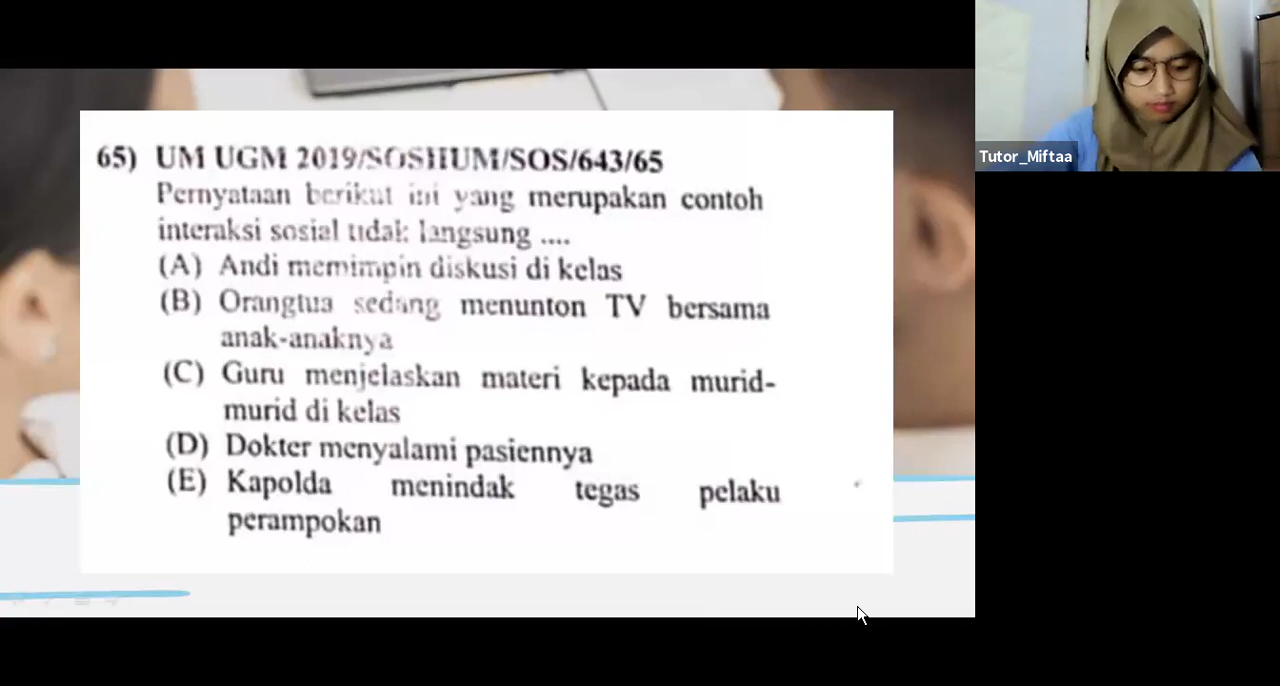 Tutor_Miftaa
65) UM UGM 2019/SOSHUM/SOS/643/65
Pernyataan berikut ini yang merupakan contoh
interaksi sosial tidak langsung ....
(A) Andi memimpin diskusi di kelas
(B) Orangtua sedang menunton TV bersama
anak-anaknya
(C) Guru menjelaskan materi kepada murid-
murid di kelas
(D) Dokter menyalami pasiennya
(E) Kapolda menindak tegas pelaku
perampokan